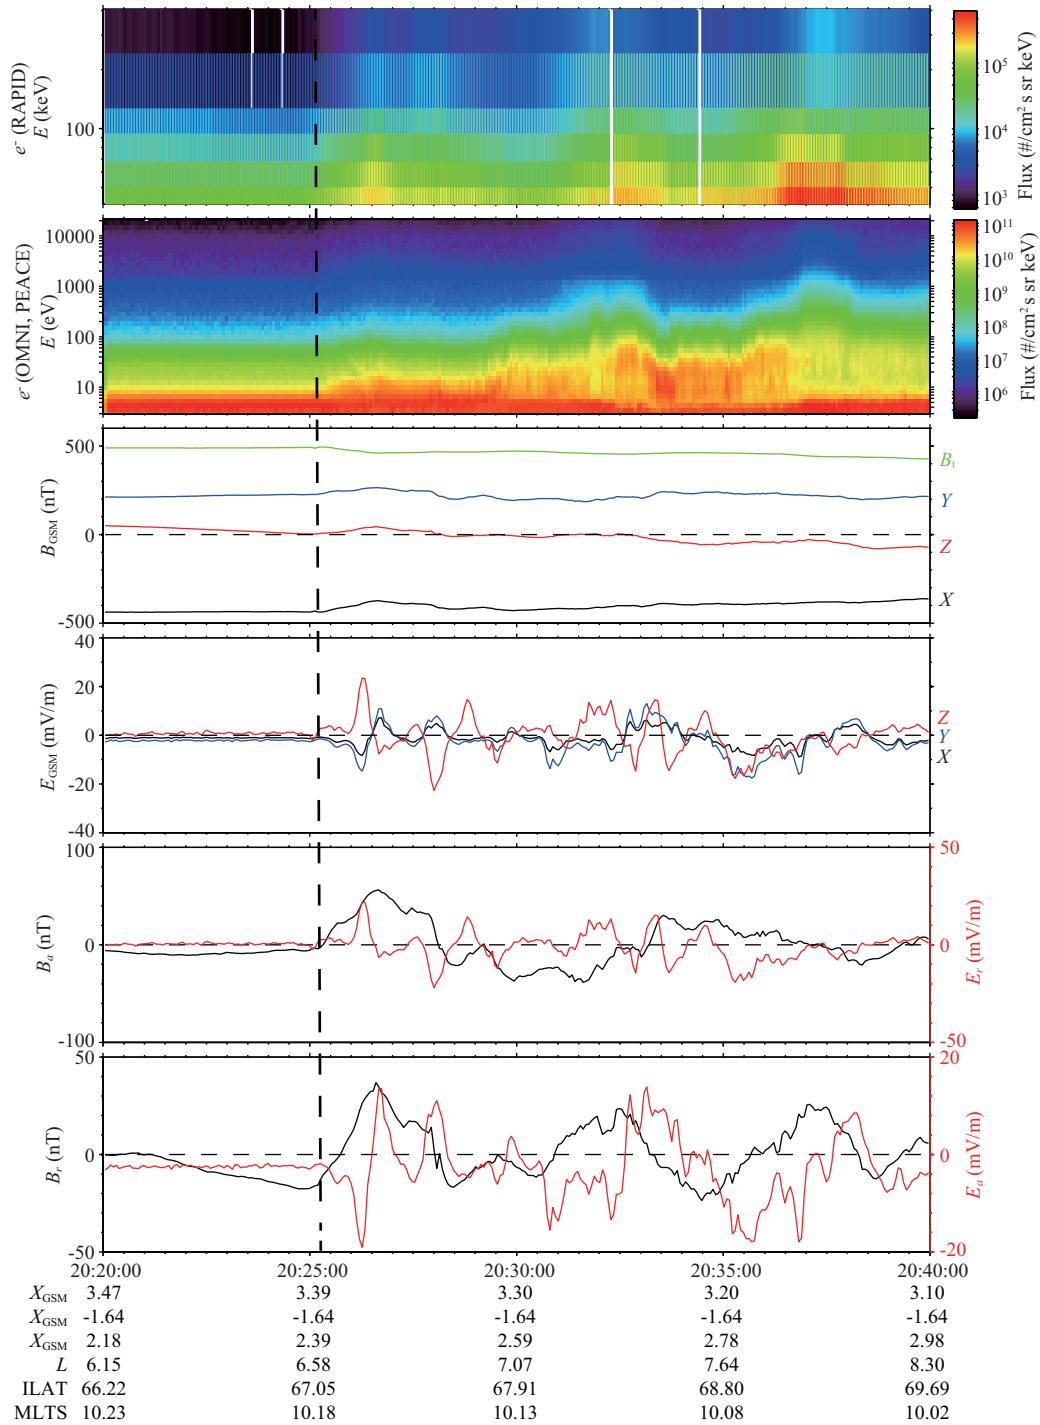 e⁻ (RAPID)
E (keV)
100
10⁵
10⁴
10³
Flux (#/cm² s sr keV)
e⁻ (OMNI, PEACE)
E (eV)
10000
1000
100
10
10¹¹
10¹⁰
10⁹
10⁸
10⁷
10⁶
Flux (#/cm² s sr keV)
B_GSM (nT)
500
0
-500
B_t
Y
Z
X
E_GSM (mV/m)
40
20
0
-20
-40
Z
Y
X
B_a (nT)
100
0
-100
50
0
-50
E_r (mV/m)
B_r (nT)
50
0
-50
20
0
-20
E_a (mV/m)
20:20:00 20:25:00 20:30:00 20:35:00 20:40:00
X_GSM 3.47 3.39 3.30 3.20 3.10
X_GSM -1.64 -1.64 -1.64 -1.64 -1.64
X_GSM 2.18 2.39 2.59 2.78 2.98
L 6.15 6.58 7.07 7.64 8.30
ILAT 66.22 67.05 67.91 68.80 69.69
MLTS 10.23 10.18 10.13 10.08 10.02